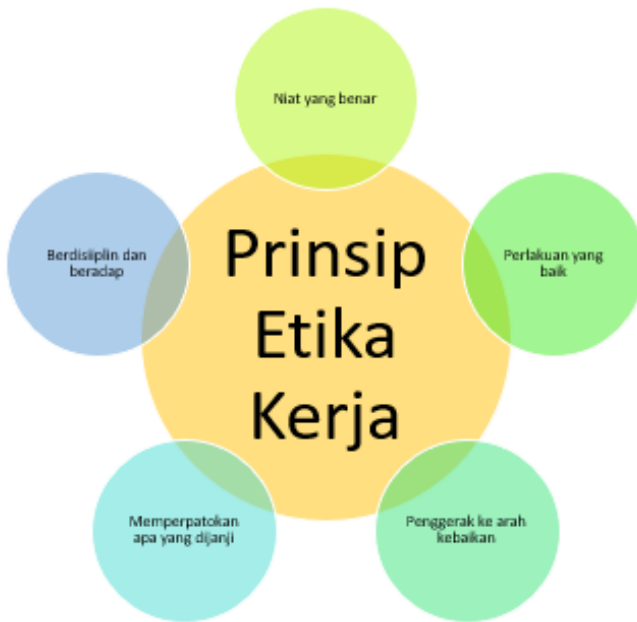 Niat yang benar
Perlakuan yang
baik
Penggerak ke arah
kebaikan
Memperpatokan
apa yang dijanji
Berdisiiplin dan
beradap
Prinsip
Etika
Kerja